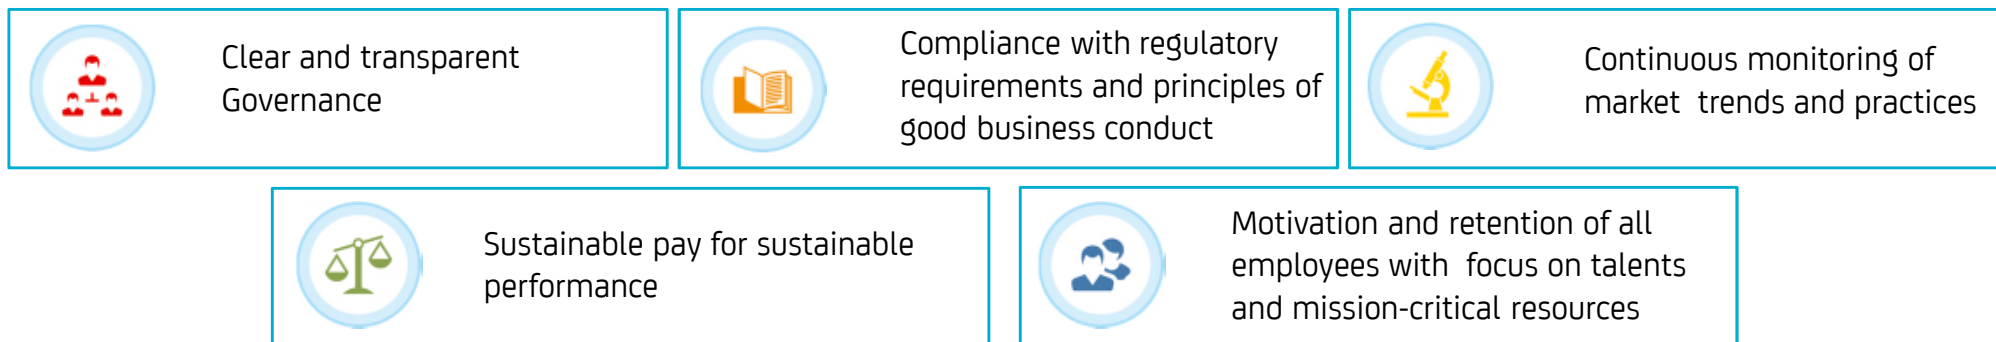 Clear and transparent
Governance
Compliance with regulatory
requirements and principles of
good business conduct
Continuous monitoring of
market  trends and practices
Sustainable pay for sustainable
performance
Motivation and retention of all
employees with  focus on talents
and mission-critical resources